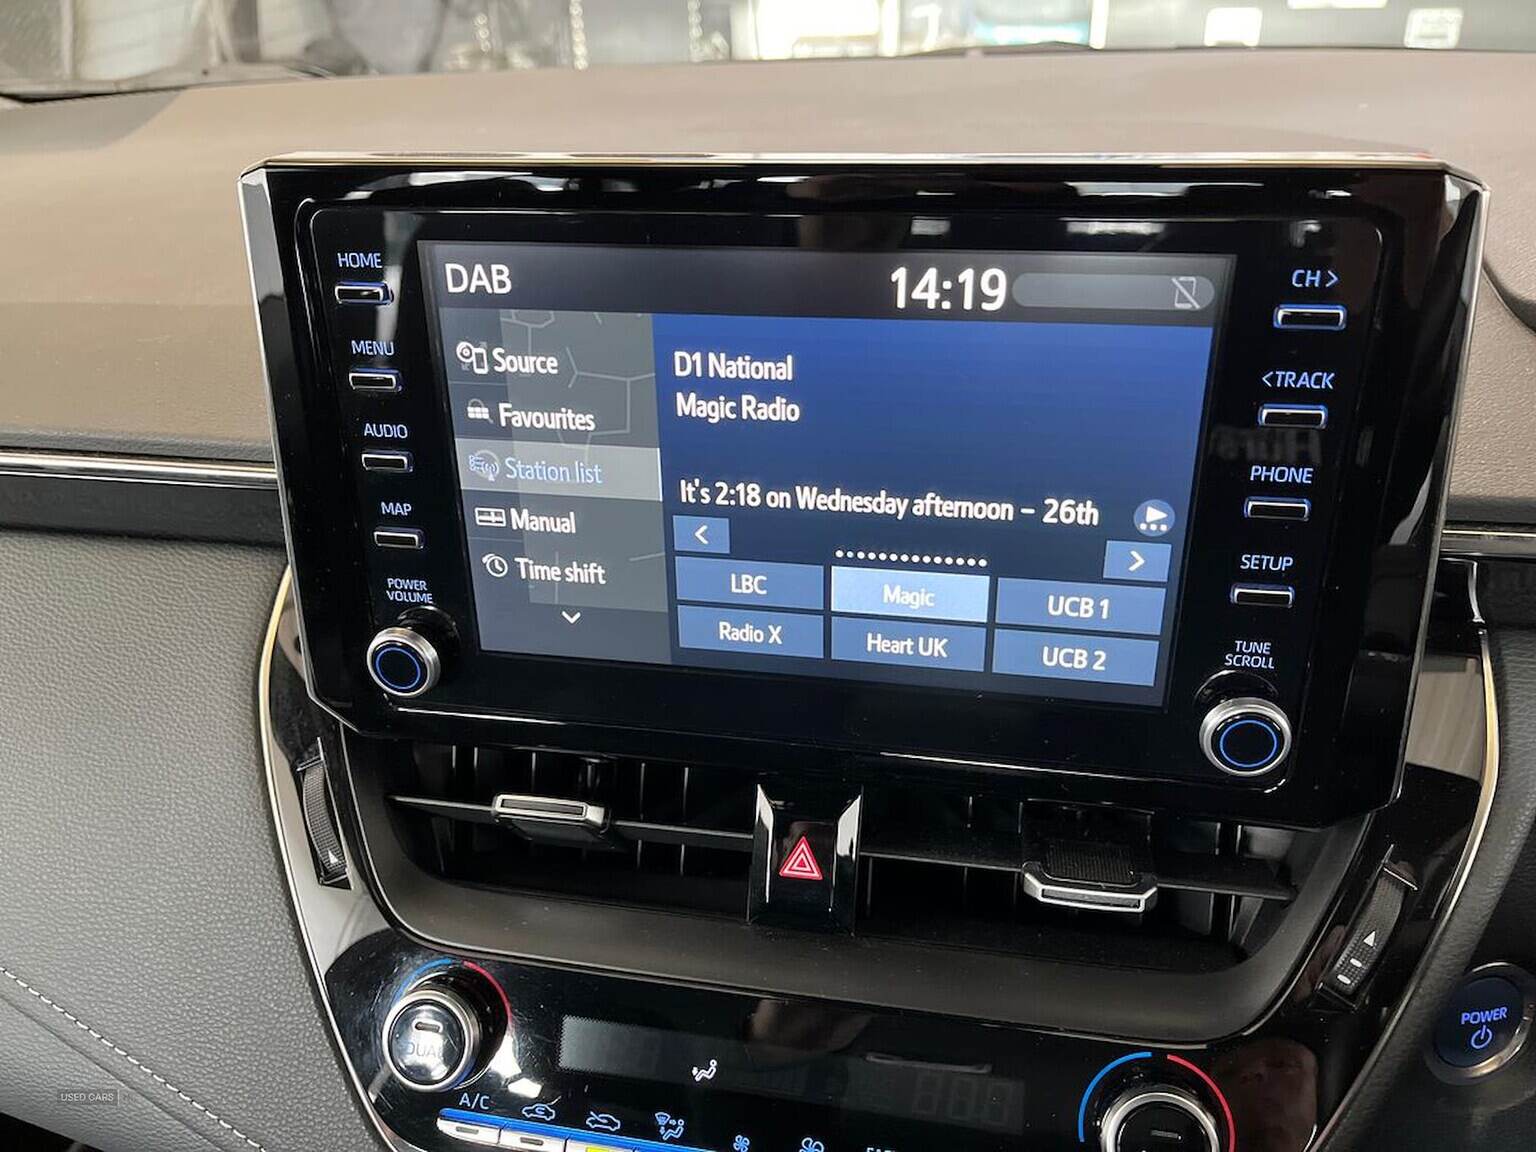 HOME
MENU
AUDIO
MAP
POWER
VOLUME
DAB
14:19
Source
Favourites
Station list
Manual
Time shift
D1 National
Magic Radio
It's 2:18 on Wednesday afternoon – 26th
<
>
LBC
Magic
UCB 1
Radio X
Heart UK
UCB 2
CH >
<TRACK
PHONE
SETUP
TUNE
SCROLL
DUAL
A/C
POWER
USED CARS